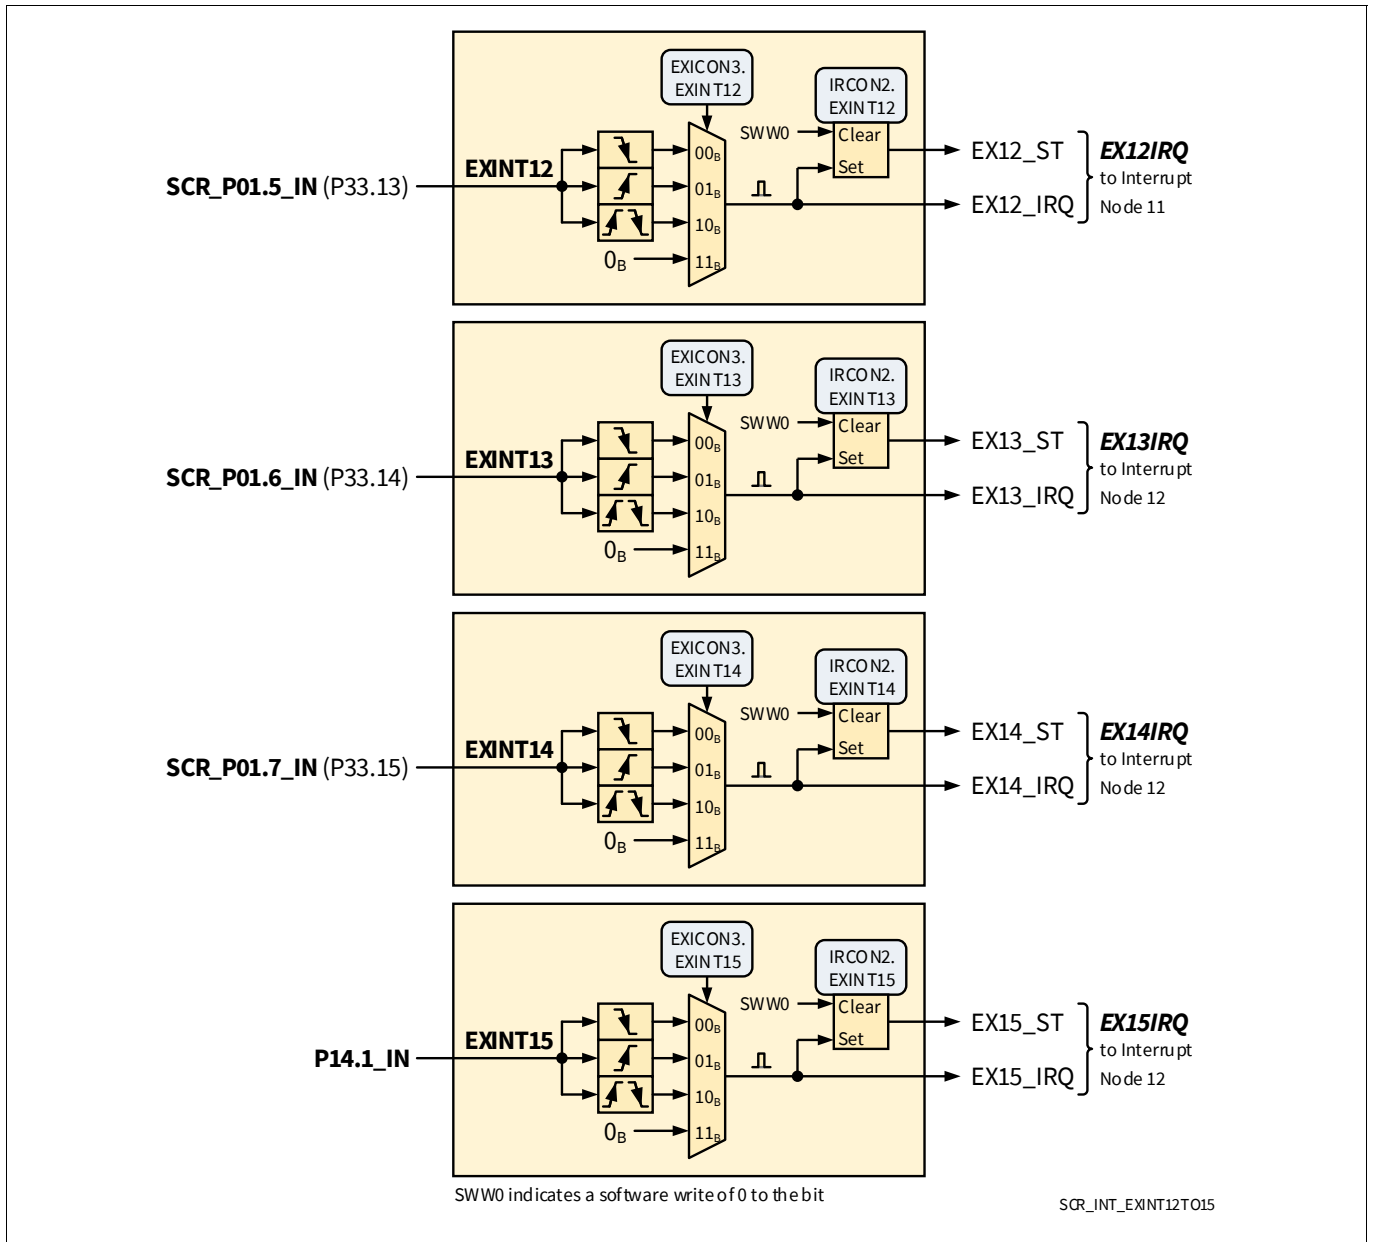 EXICON3.
EXINT12
IRCON2.
EXINT12
SWW0
Clear
Set
00B
01B
10B
11B
0B
EXINT12
SCR_P01.5_IN (P33.13)
EX12_ST
EX12_IRQ
EX12IRQ
to Interrupt
Node 11
EXICON3.
EXINT13
IRCON2.
EXINT13
SWW0
Clear
Set
00B
01B
10B
11B
0B
EXINT13
SCR_P01.6_IN (P33.14)
EX13_ST
EX13_IRQ
EX13IRQ
to Interrupt
Node 12
EXICON3.
EXINT14
IRCON2.
EXINT14
SWW0
Clear
Set
00B
01B
10B
11B
0B
EXINT14
SCR_P01.7_IN (P33.15)
EX14_ST
EX14_IRQ
EX14IRQ
to Interrupt
Node 12
EXICON3.
EXINT15
IRCON2.
EXINT15
SWW0
Clear
Set
00B
01B
10B
11B
0B
EXINT15
P14.1_IN
EX15_ST
EX15_IRQ
EX15IRQ
to Interrupt
Node 12
SWW0 indicates a software write of 0 to the bit
SCR_INT_EXINT12TO15